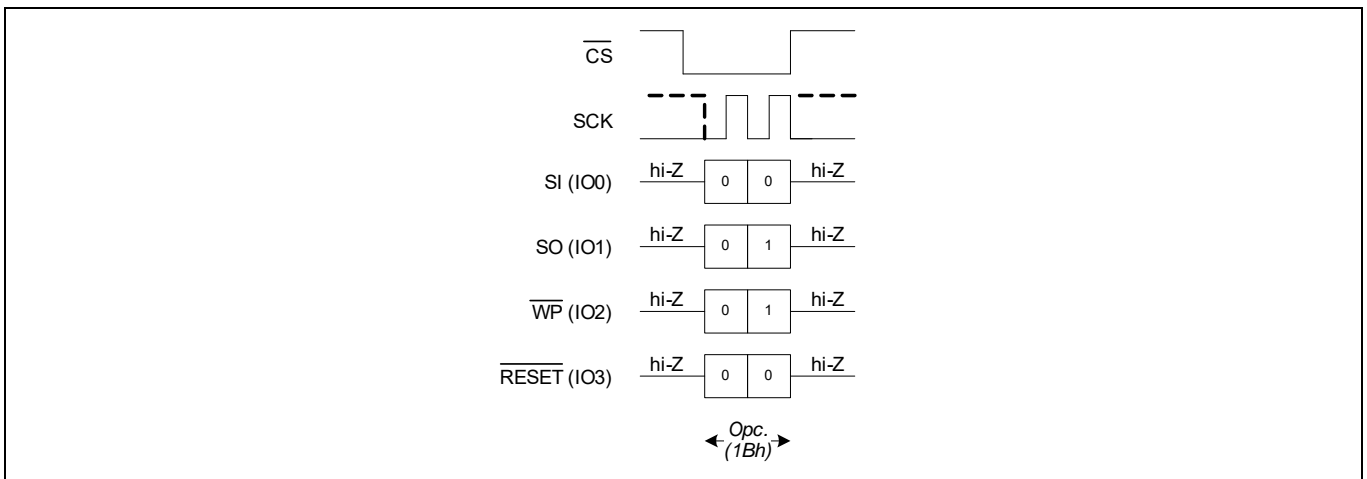 CS
SCK
SI (IO0) hi-Z 0 0 hi-Z
SO (IO1) hi-Z 0 1 hi-Z
WP (IO2) hi-Z 0 1 hi-Z
RESET (IO3) hi-Z 0 0 hi-Z
Opc.
(1Bh)